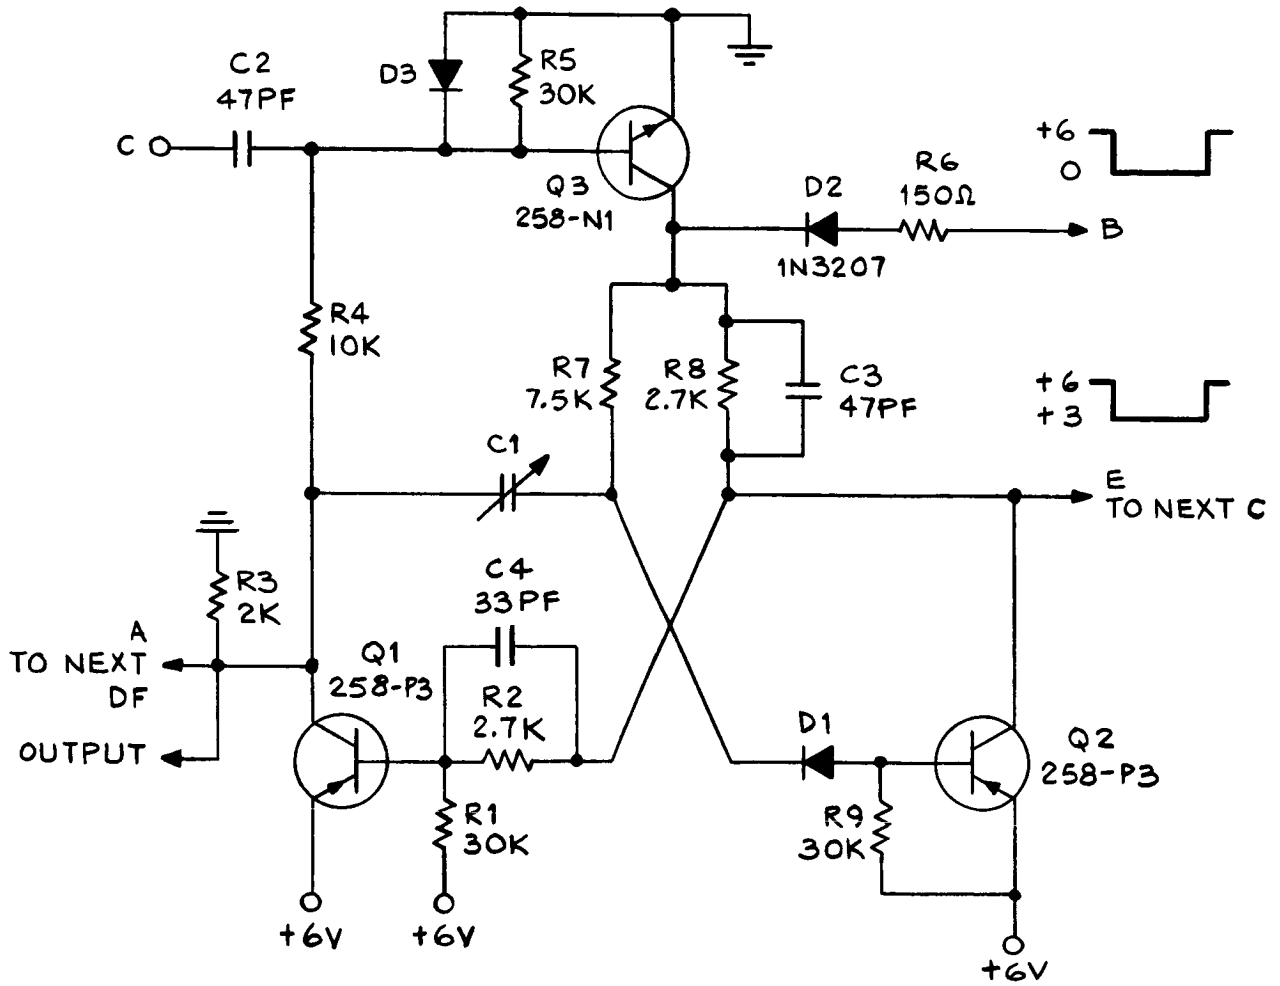 C2
47PF
D3
R5
30K
C
Q3
258-N1
+6
O
R6
150Ω
D2
1N3207
B
R4
10K
R7
7.5K
R8
2.7K
C3
47PF
+6
+3
C1
E
TO NEXT C
R3
2K
C4
33PF
A
TO NEXT
DF
Q1
258-P3
R2
2.7K
OUTPUT
D1
Q2
258-P3
R1
30K
R9
30K
+6V
+6V
+6V